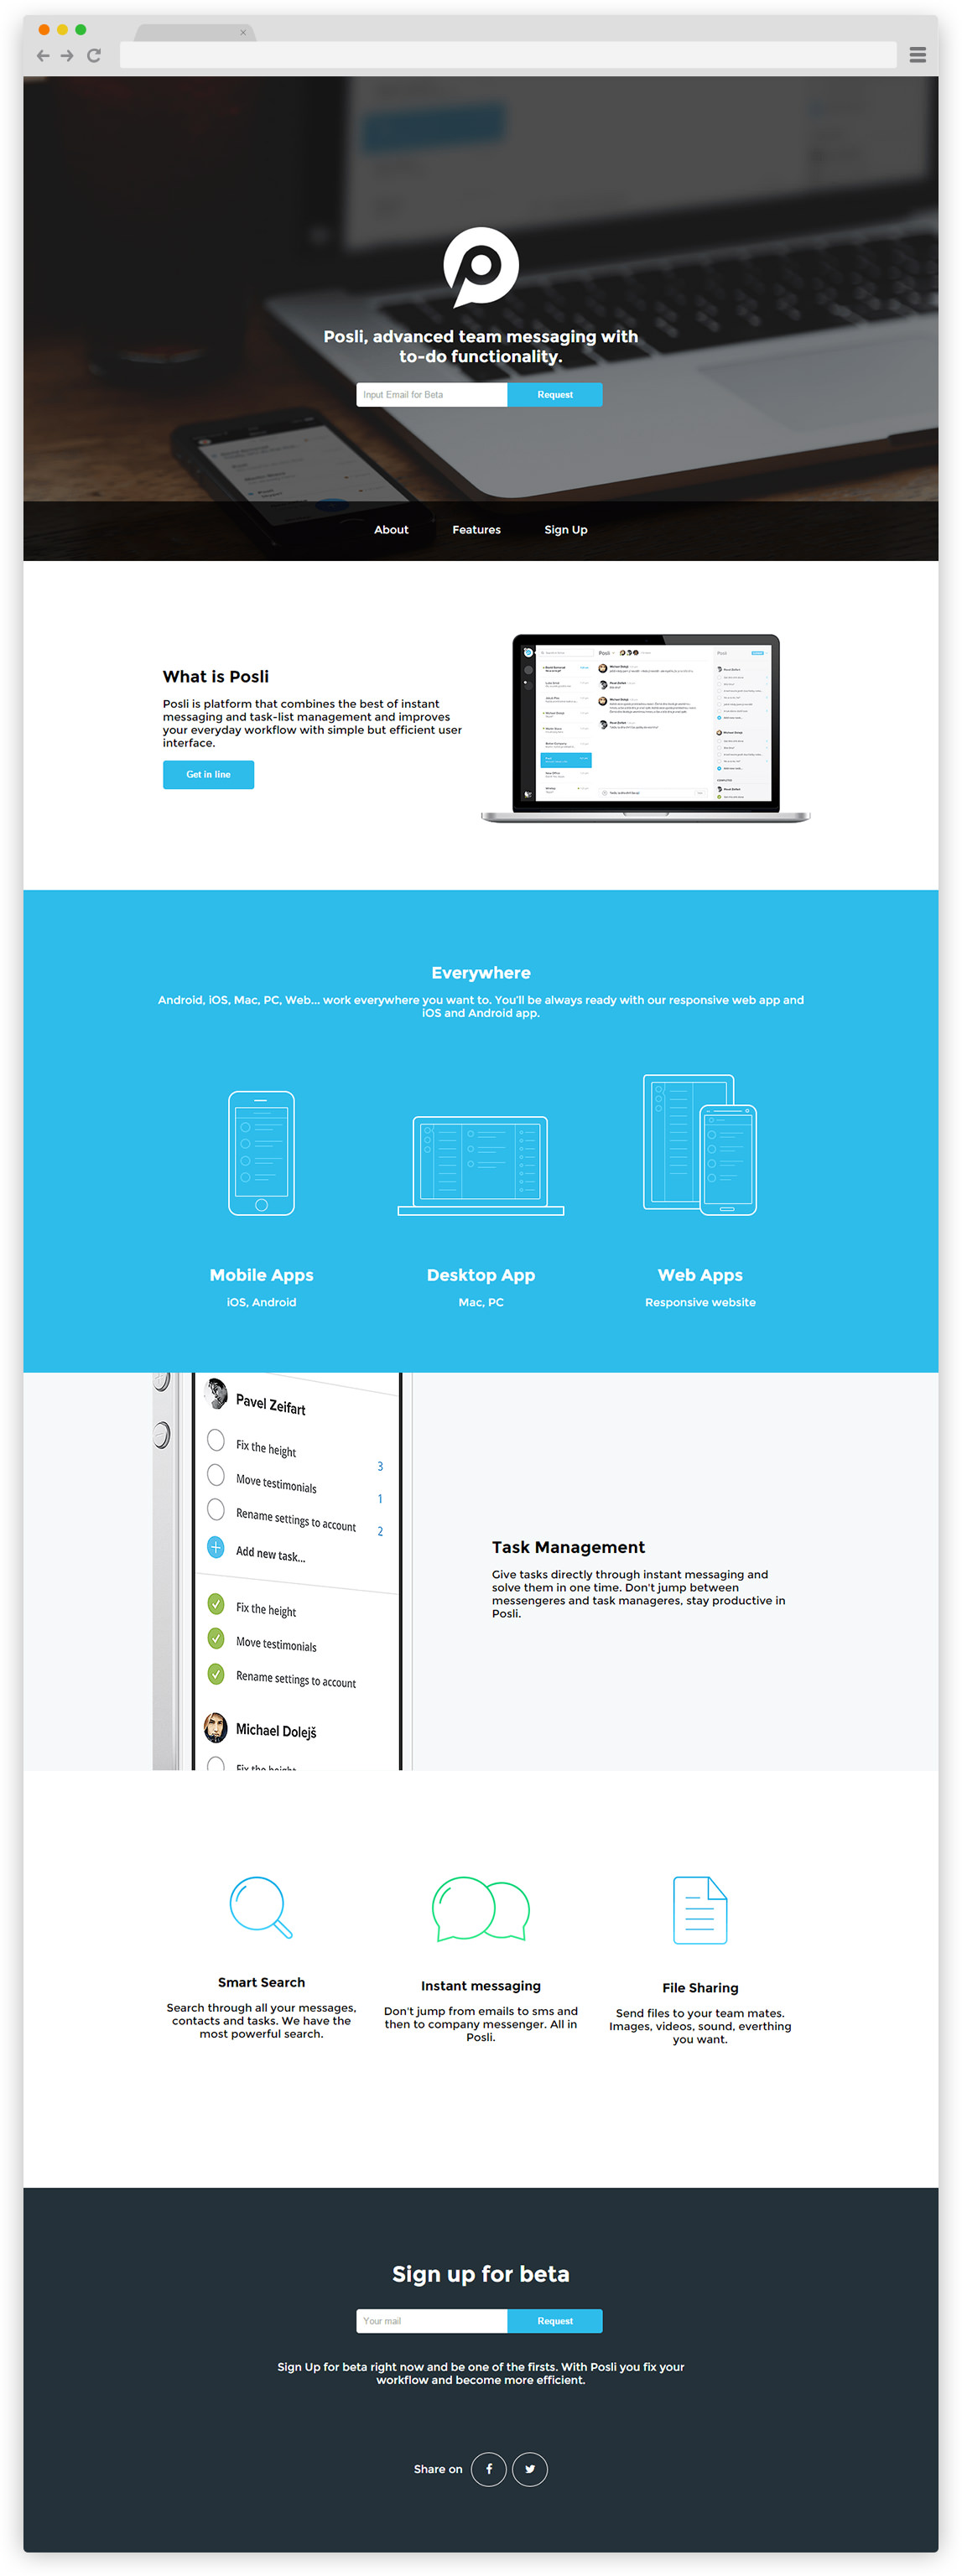 Posli, advanced team messaging with
to-do functionality.
Input Email for Beta
Request
About
Features
Sign Up
What is Posli
Posli is platform that combines the best of instant
messaging and task-list management and improves
your everyday workflow with simple but efficient user
interface.
Get in line
Posli
Posli
Everywhere
Android, iOS, Mac, PC, Web... work everywhere you want to. You'll be always ready with our responsive web app and
iOS and Android app.
Mobile Apps
iOS, Android
Desktop App
Mac, PC
Web Apps
Responsive website
Pavel Zeifart
Fix the height
3
Move testimonials
1
Rename settings to account
2
Add new task...
Fix the height
Move testimonials
Rename settings to account
Michael Dolejš
Fix the height
Task Management
Give tasks directly through instant messaging and
solve them in one time. Don't jump between
messengeres and task manageres, stay productive in
Posli.
Smart Search
Search through all your messages,
contacts and tasks. We have the
most powerful search.
Instant messaging
Don't jump from emails to sms and
then to company messenger. All in
Posli.
File Sharing
Send files to your team mates.
Images, videos, sound, everthing
you want.
Sign up for beta
Your mail
Request
Sign Up for beta right now and be one of the firsts. With Posli you fix your
workflow and become more efficient.
Share on